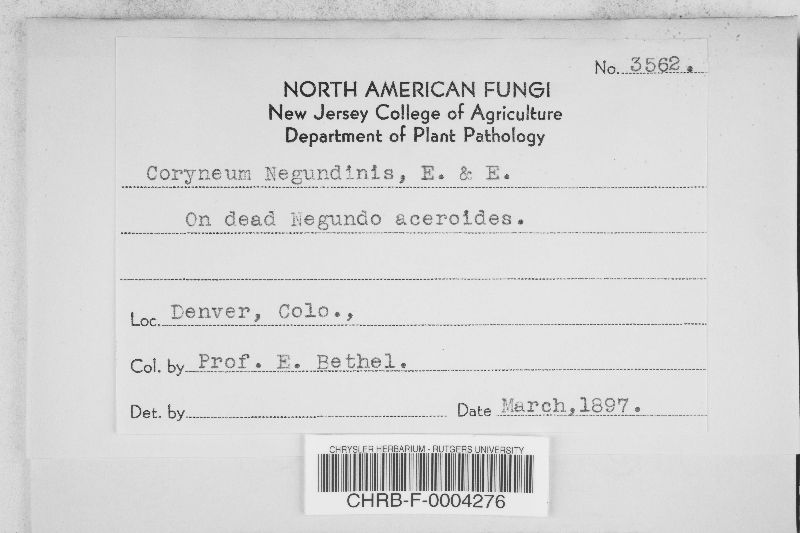 No. 3562.
NORTH AMERICAN FUNGI
New Jersey College of Agriculture
Department of Plant Pathology
Coryneum Negundinis, E. & E.
On dead Negundo aceroides.
Loc. Denver, Colo.,
Col. by Prof. E. Bethel.
Det. by Date March, 1897.
CHRYSLER HERBARIUM - RUTGERS UNIVERSITY
CHRB-F-0004276